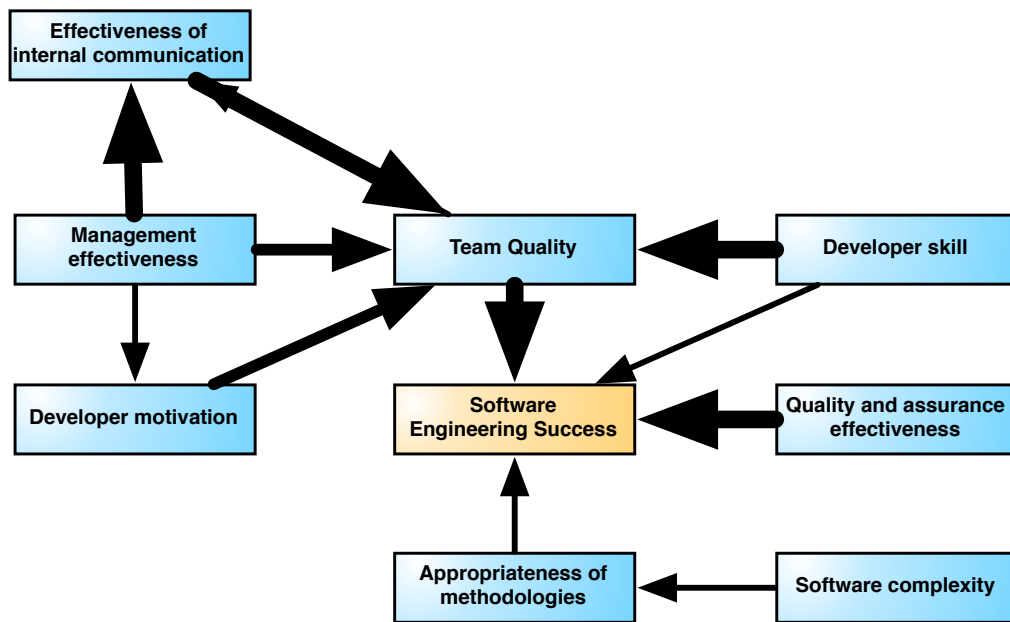 Effectiveness of
internal communication
Management
effectiveness
Team Quality
Developer skill
Developer motivation
Software
Engineering Success
Quality and assurance
effectiveness
Appropriateness of
methodologies
Software complexity